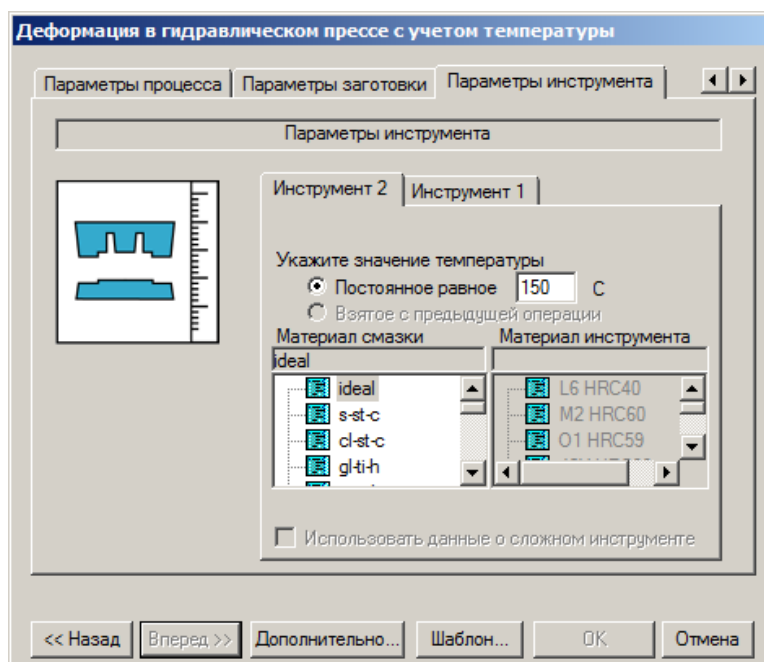 Деформация в гидравлическом прессе с учетом температуры
Параметры процесса Параметры заготовки Параметры инструмента
Параметры инструмента
Инструмент 2 Инструмент 1
Укажите значение температуры
Постоянное равное 150 С
Взятое с предыдущей операции
Материал смазки Материал инструмента
ideal
ideal L6 HRC40
s-st-c M2 HRC60
cl-st-c O1 HRC59
gl-ti-h
Использовать данные о сложном инструменте
<< Назад Вперед >> Дополнительно... Шаблон... OK Отмена